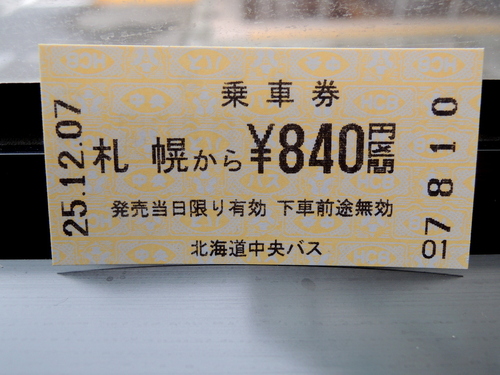 乗車券
25.12.07
札幌から¥840円区間
発売当日限り有効 下車前途無効
北海道中央バス
7810
01